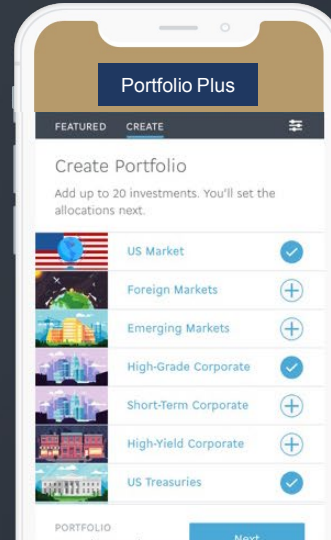 Portfolio Plus
FEATURED CREATE
Create Portfolio
Add up to 20 investments. You'll set the
allocations next.
US Market
Foreign Markets
Emerging Markets
High-Grade Corporate
Short-Term Corporate
High-Yield Corporate
US Treasuries
PORTFOLIO
Next